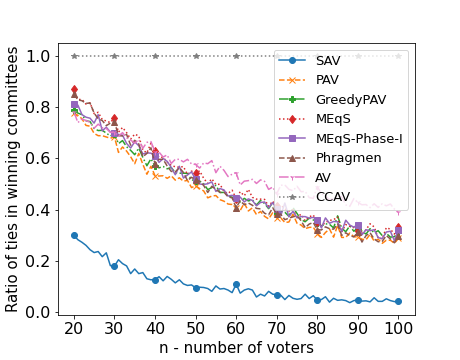 Ratio of ties in winning committees
1.0
0.8
0.6
0.4
0.2
0.0
SAV
PAV
GreedyPAV
MEqS
MEqS-Phase-I
Phragmen
AV
CCAV
20 30 40 50 60 70 80 90 100
n - number of voters